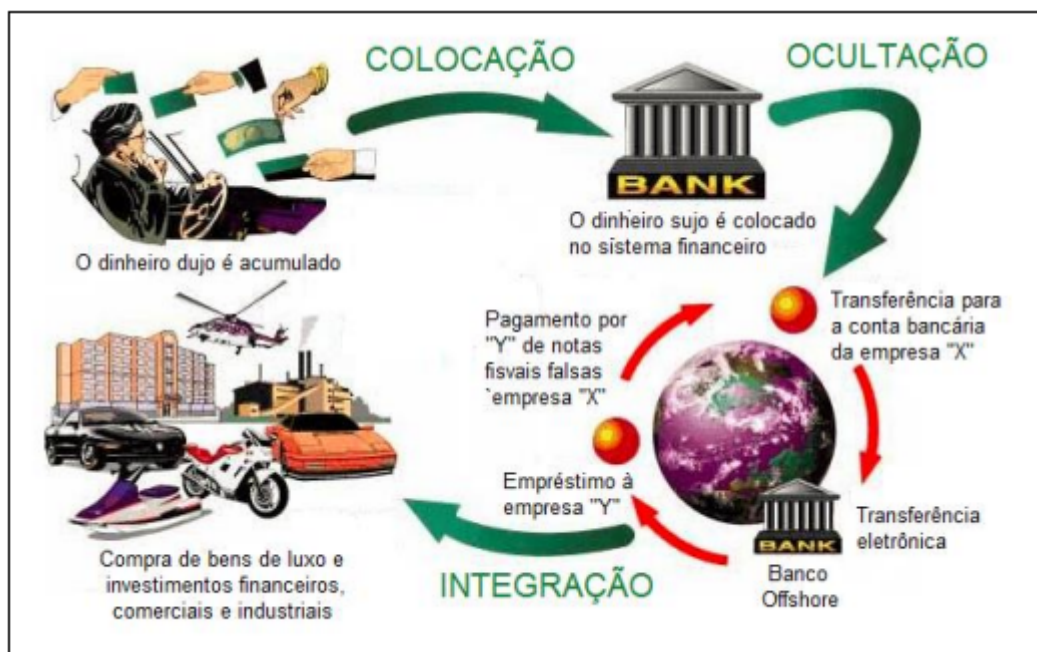 COLOCAÇÃO
OCULTAÇÃO
BANK
O dinheiro dujo é acumulado
O dinheiro sujo é colocado
no sistema financeiro
Transferência para
a conta bancária
da empresa "X"
Pagamento por
"Y" de notas
fisvais falsas
`empresa "X"
Empréstimo à
empresa "Y"
Transferência
eletrônica
BANK
Banco
Offshore
INTEGRAÇÃO
Compra de bens de luxo e
investimentos financeiros,
comerciais e industriais